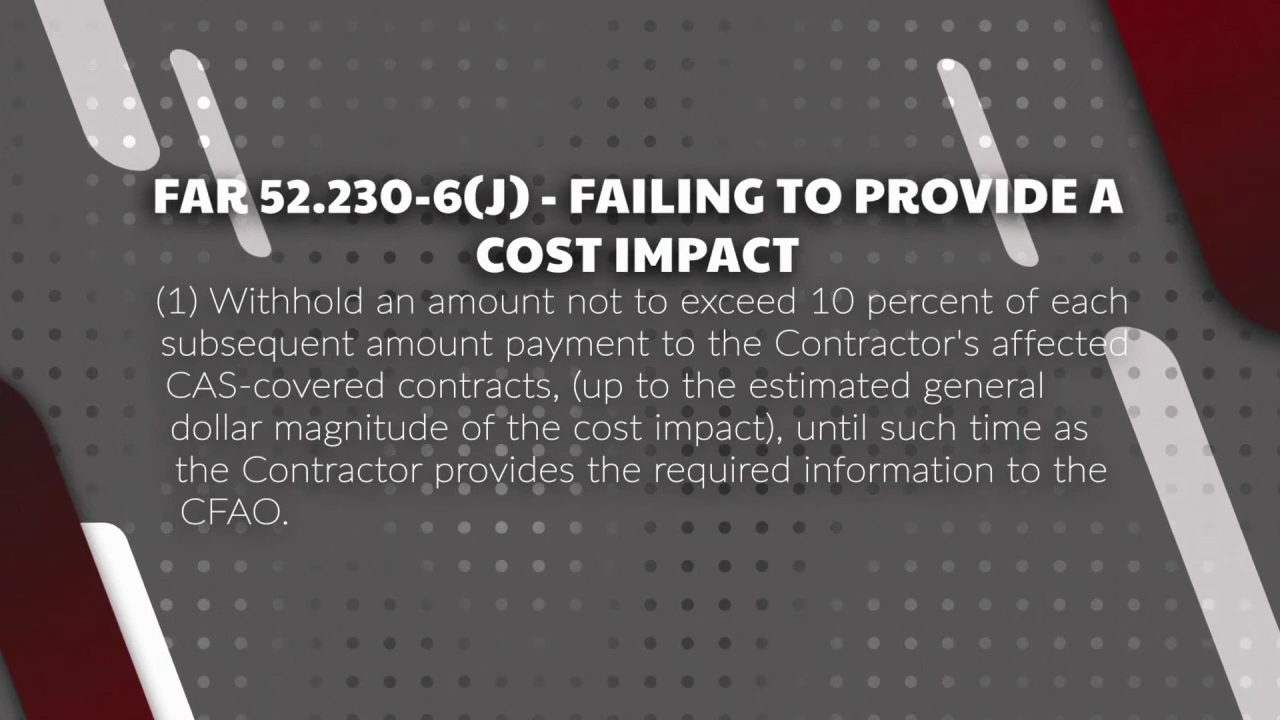 FAR 52.230-6(J) - FAILING TO PROVIDE A
COST IMPACT
(1) Withhold an amount not to exceed 10 percent of each
subsequent amount payment to the Contractor's affected
CAS-covered contracts, (up to the estimated general
dollar magnitude of the cost impact), until such time as
the Contractor provides the required information to the
CFAO.